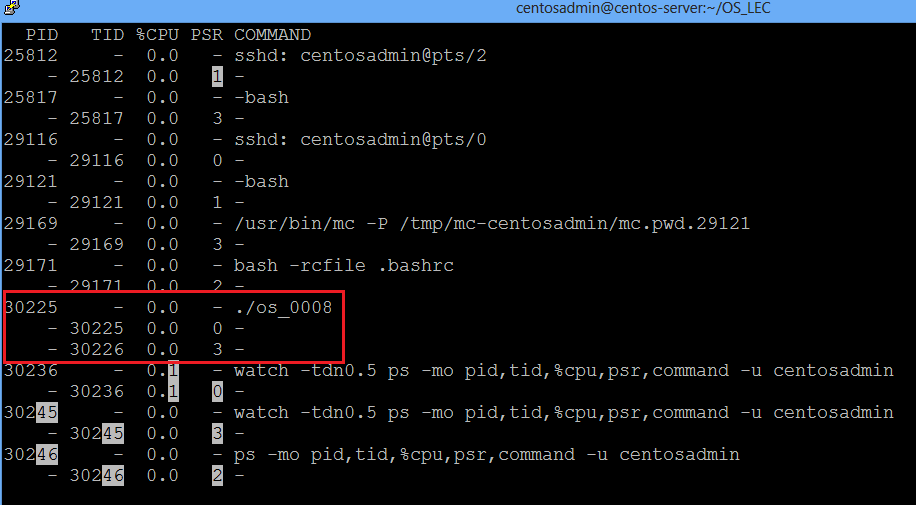 centosadmin@centos-server:~/OS_LEC
PID TID %CPU PSR COMMAND
25812 - 0.0 - sshd: centosadmin@pts/2
- 25812 0.0 1 -
25817 - 0.0 - -bash
- 25817 0.0 3 -
29116 - 0.0 - sshd: centosadmin@pts/0
- 29116 0.0 0 -
29121 - 0.0 - -bash
- 29121 0.0 1 -
29169 - 0.0 - /usr/bin/mc -P /tmp/mc-centosadmin/mc.pwd.29121
- 29169 0.0 3 -
29171 - 0.0 - bash -rcfile .bashrc
- 29171 0.0 2 -
30225 - 0.0 - ./os_0008
- 30225 0.0 0 -
- 30226 0.0 3 -
30236 - 0.1 - watch -tdn0.5 ps -mo pid,tid,%cpu,psr,command -u centosadmin
- 30236 0.1 0 -
30245 - 0.0 - watch -tdn0.5 ps -mo pid,tid,%cpu,psr,command -u centosadmin
- 30245 0.0 3 -
30246 - 0.0 - ps -mo pid,tid,%cpu,psr,command -u centosadmin
- 30246 0.0 2 -